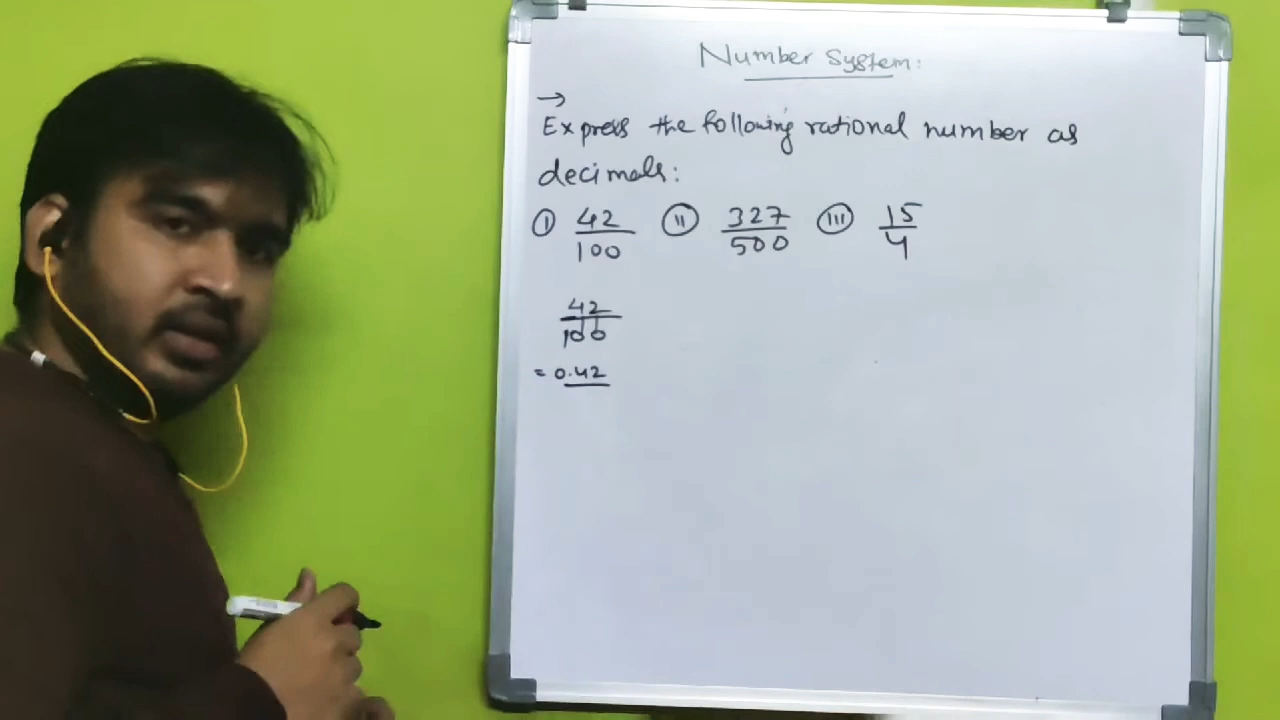 Number System:
→
Express the following rational number as
decimals:
(I) 42/100 (II) 327/500 (III) 15/4
42/100
= 0.42